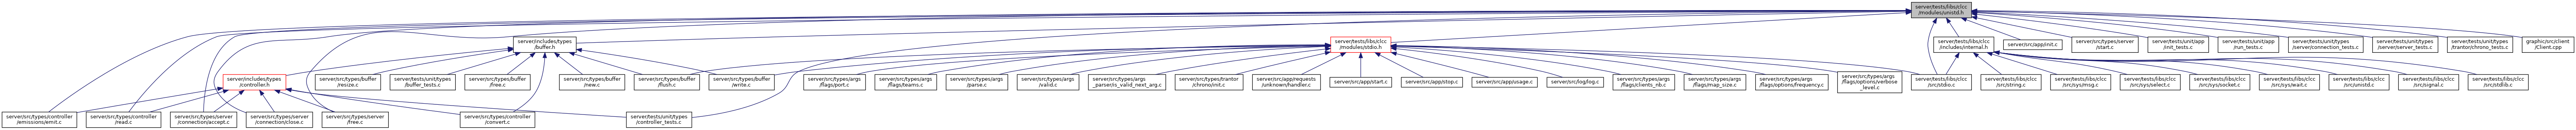 server/tests/libs/clcc
/modules/unistd.h
server/includes/types
/buffer.h
server/tests/libs/clcc
/modules/stdio.h
server/tests/libs/clcc
/includes/internal.h
server/src/app/init.c
server/src/types/server
/start.c
server/tests/unit/app
/init_tests.c
server/tests/unit/app
/run_tests.c
server/tests/unit/types
/server/connection_tests.c
server/tests/unit/types
/server/server_tests.c
server/tests/unit/types
/trantor/chrono_tests.c
graphic/src/client
/Client.cpp
server/includes/types
/controller.h
server/src/types/buffer
/resize.c
server/tests/unit/types
/buffer_tests.c
server/src/types/buffer
/free.c
server/src/types/buffer
/new.c
server/src/types/buffer
/flush.c
server/src/types/buffer
/write.c
server/src/types/args
/flags/port.c
server/src/types/args
/flags/teams.c
server/src/types/args
/parse.c
server/src/types/args
/valid.c
server/src/types/args
_parser/is_valid_next_arg.c
server/src/types/trantor
/chrono/init.c
server/src/app/requests
/unknown/handler.c
server/src/app/start.c
server/src/app/stop.c
server/src/app/usage.c
server/src/log/log.c
server/src/types/args
/flags/clients_nb.c
server/src/types/args
/flags/map_size.c
server/src/types/args
/flags/options/frequency.c
server/src/types/args
/flags/options/verbose
_level.c
server/tests/libs/clcc
/src/stdio.c
server/tests/libs/clcc
/src/string.c
server/tests/libs/clcc
/src/sys/msg.c
server/tests/libs/clcc
/src/sys/select.c
server/tests/libs/clcc
/src/sys/socket.c
server/tests/libs/clcc
/src/sys/wait.c
server/tests/libs/clcc
/src/unistd.c
server/tests/libs/clcc
/src/signal.c
server/tests/libs/clcc
/src/stdlib.c
server/src/types/controller
/emissions/emit.c
server/src/types/controller
/read.c
server/src/types/server
/connection/accept.c
server/src/types/server
/connection/close.c
server/src/types/server
/free.c
server/src/types/controller
/convert.c
server/tests/unit/types
/controller_tests.c